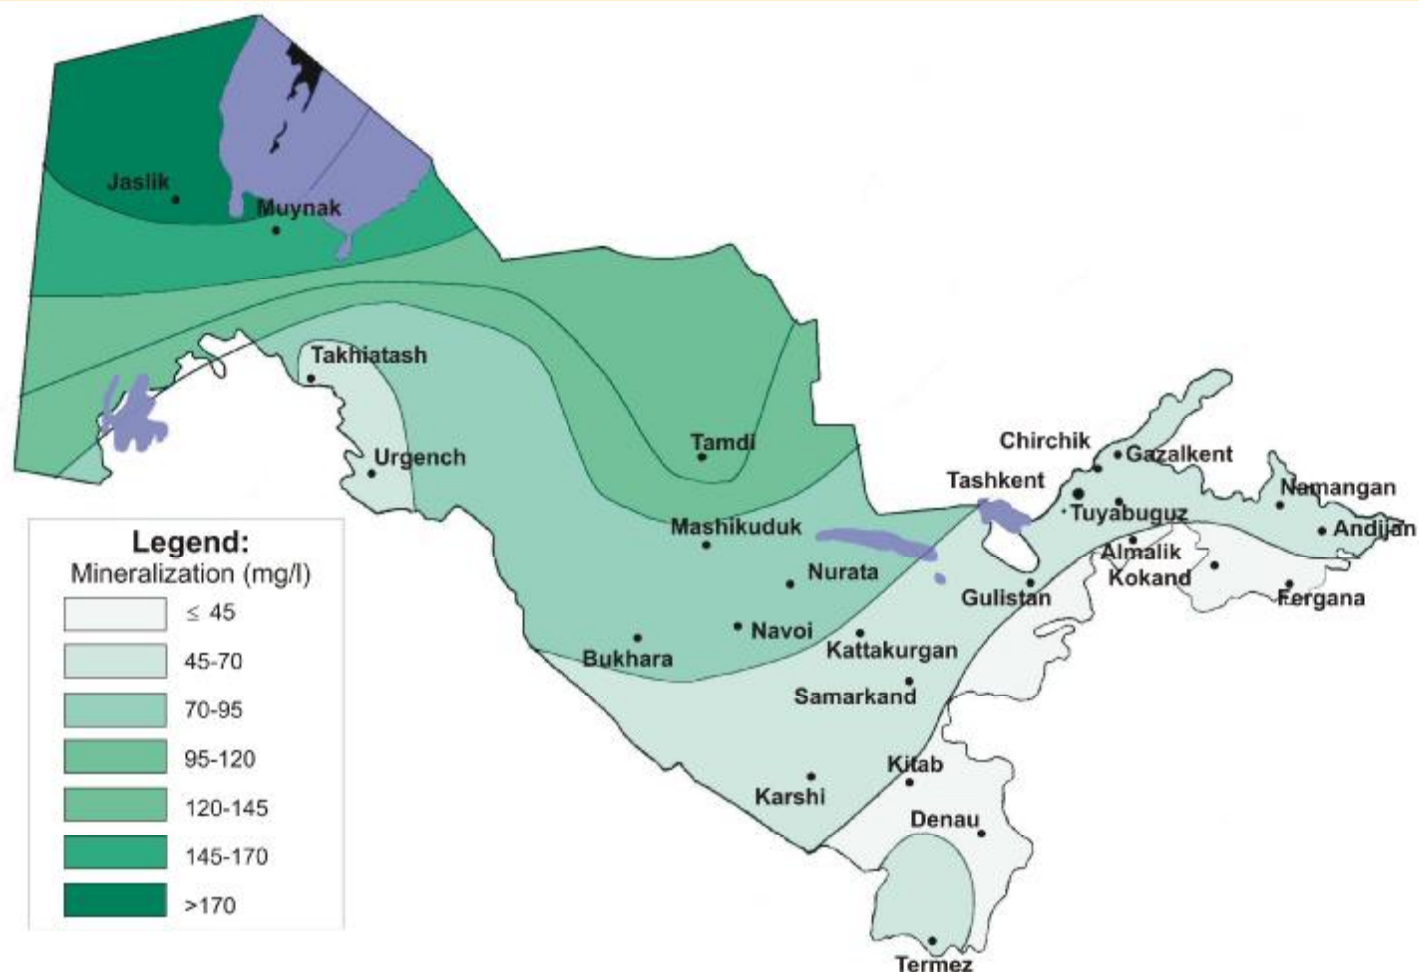 Jaslik
Muynak
Takhiatash
Urgench
Tamdi
Chirchik
Gazalkent
Tashkent
Namangan
Tuyabuguz
Andijan
Mashikuduk
Almalik
Kokand
Nurata
Gulistan
Fergana
Navoi
Bukhara
Kattakurgan
Samarkand
Kitab
Karshi
Denau
Termez
Legend:
Mineralization (mg/l)
≤ 45
45-70
70-95
95-120
120-145
145-170
>170